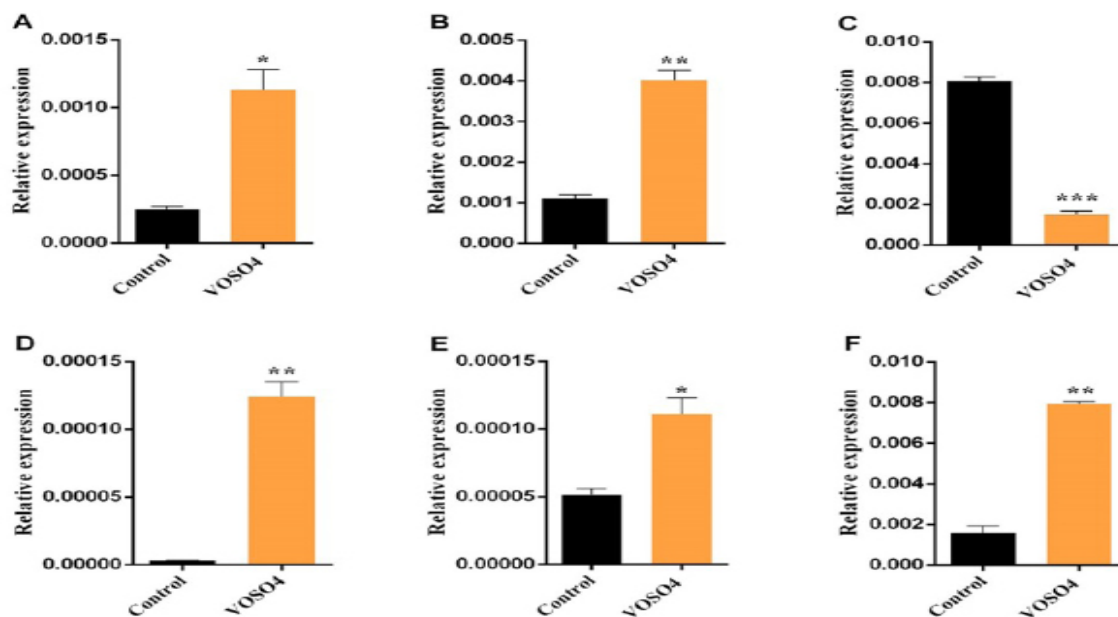 A
Relative expression
0.0015
0.0010
0.0005
0.0000
*
Control
VOSO4
B
Relative expression
0.005
0.004
0.003
0.002
0.001
0.000
**
Control
VOSO4
C
Relative expression
0.010
0.008
0.006
0.004
0.002
0.000
***
Control
VOSO4
D
Relative expression
0.00015
0.00010
0.00005
0.00000
**
Control
VOSO4
E
Relative expression
0.00015
0.00010
0.00005
0.00000
*
Control
VOSO4
F
Relative expression
0.010
0.008
0.006
0.004
0.002
0.000
**
Control
VOSO4